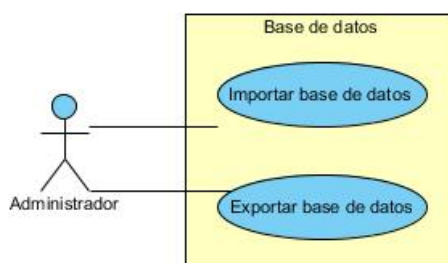 Base de datos
Importar base de datos
Administrador
Exportar base de datos